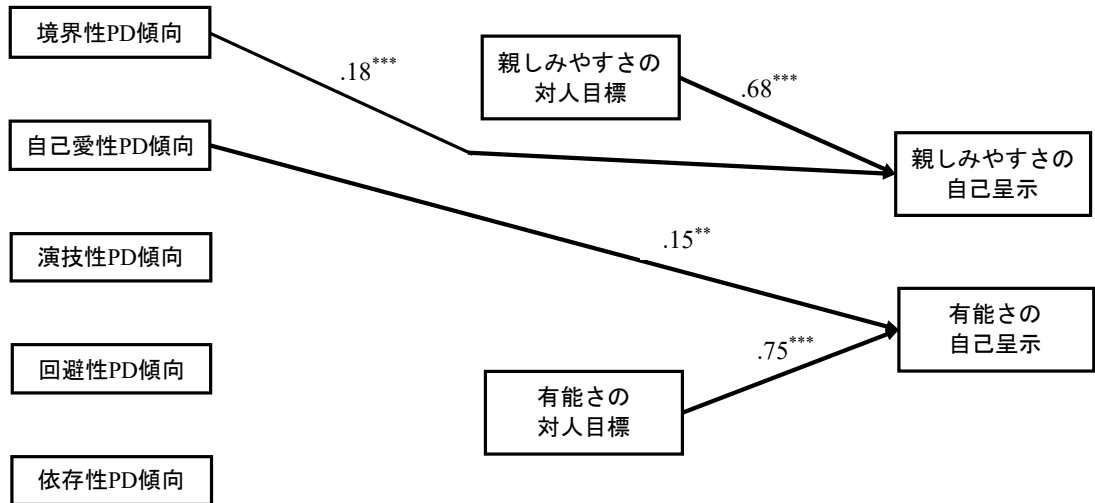 境界性PD傾向
.18***
親しみやすさの
対人目標
.68***
自己愛性PD傾向
親しみやすさの
自己呈示
演技性PD傾向
.15**
有能さの
自己呈示
回避性PD傾向
.75***
有能さの
対人目標
依存性PD傾向